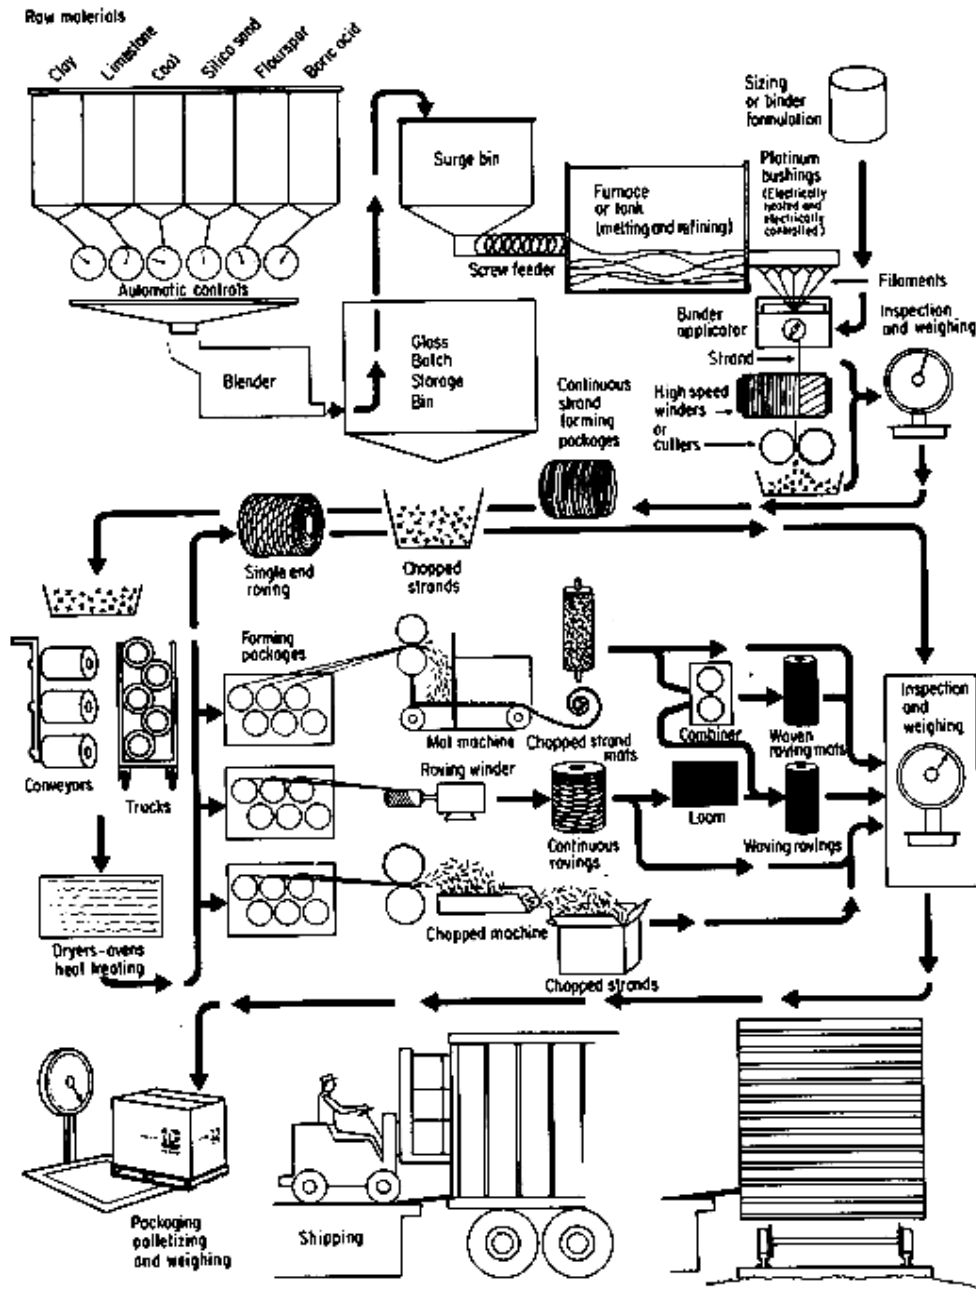 Raw materials
Clay
Limestone
Coal
Silica sand
Flourspar
Boric acid
Automatic controls
Blender
Glass
Batch
Storage
Bin
Surge bin
Screw feeder
Furnace
or tank
(melting and refining)
Sizing
or binder
formulation
Platinum
bushings
(Electrically
heated and
electrically
controlled)
Filaments
Binder
applicator
Strand
Inspection
and weighing
High speed
winders
or
cutters
Continuous
strand
forming
packages
Chopped
strands
Single end
roving
Conveyors
Trucks
Dryers-ovens
heat treating
Forming
packages
Mat machine
Chopped strand
mats
Combiner
Woven
roving mats
Roving winder
Continuous
rovings
Loom
Waving rovings
Chopped machine
Chopped strands
Inspection
and
weighing
Packaging
palletizing
and weighing
Shipping